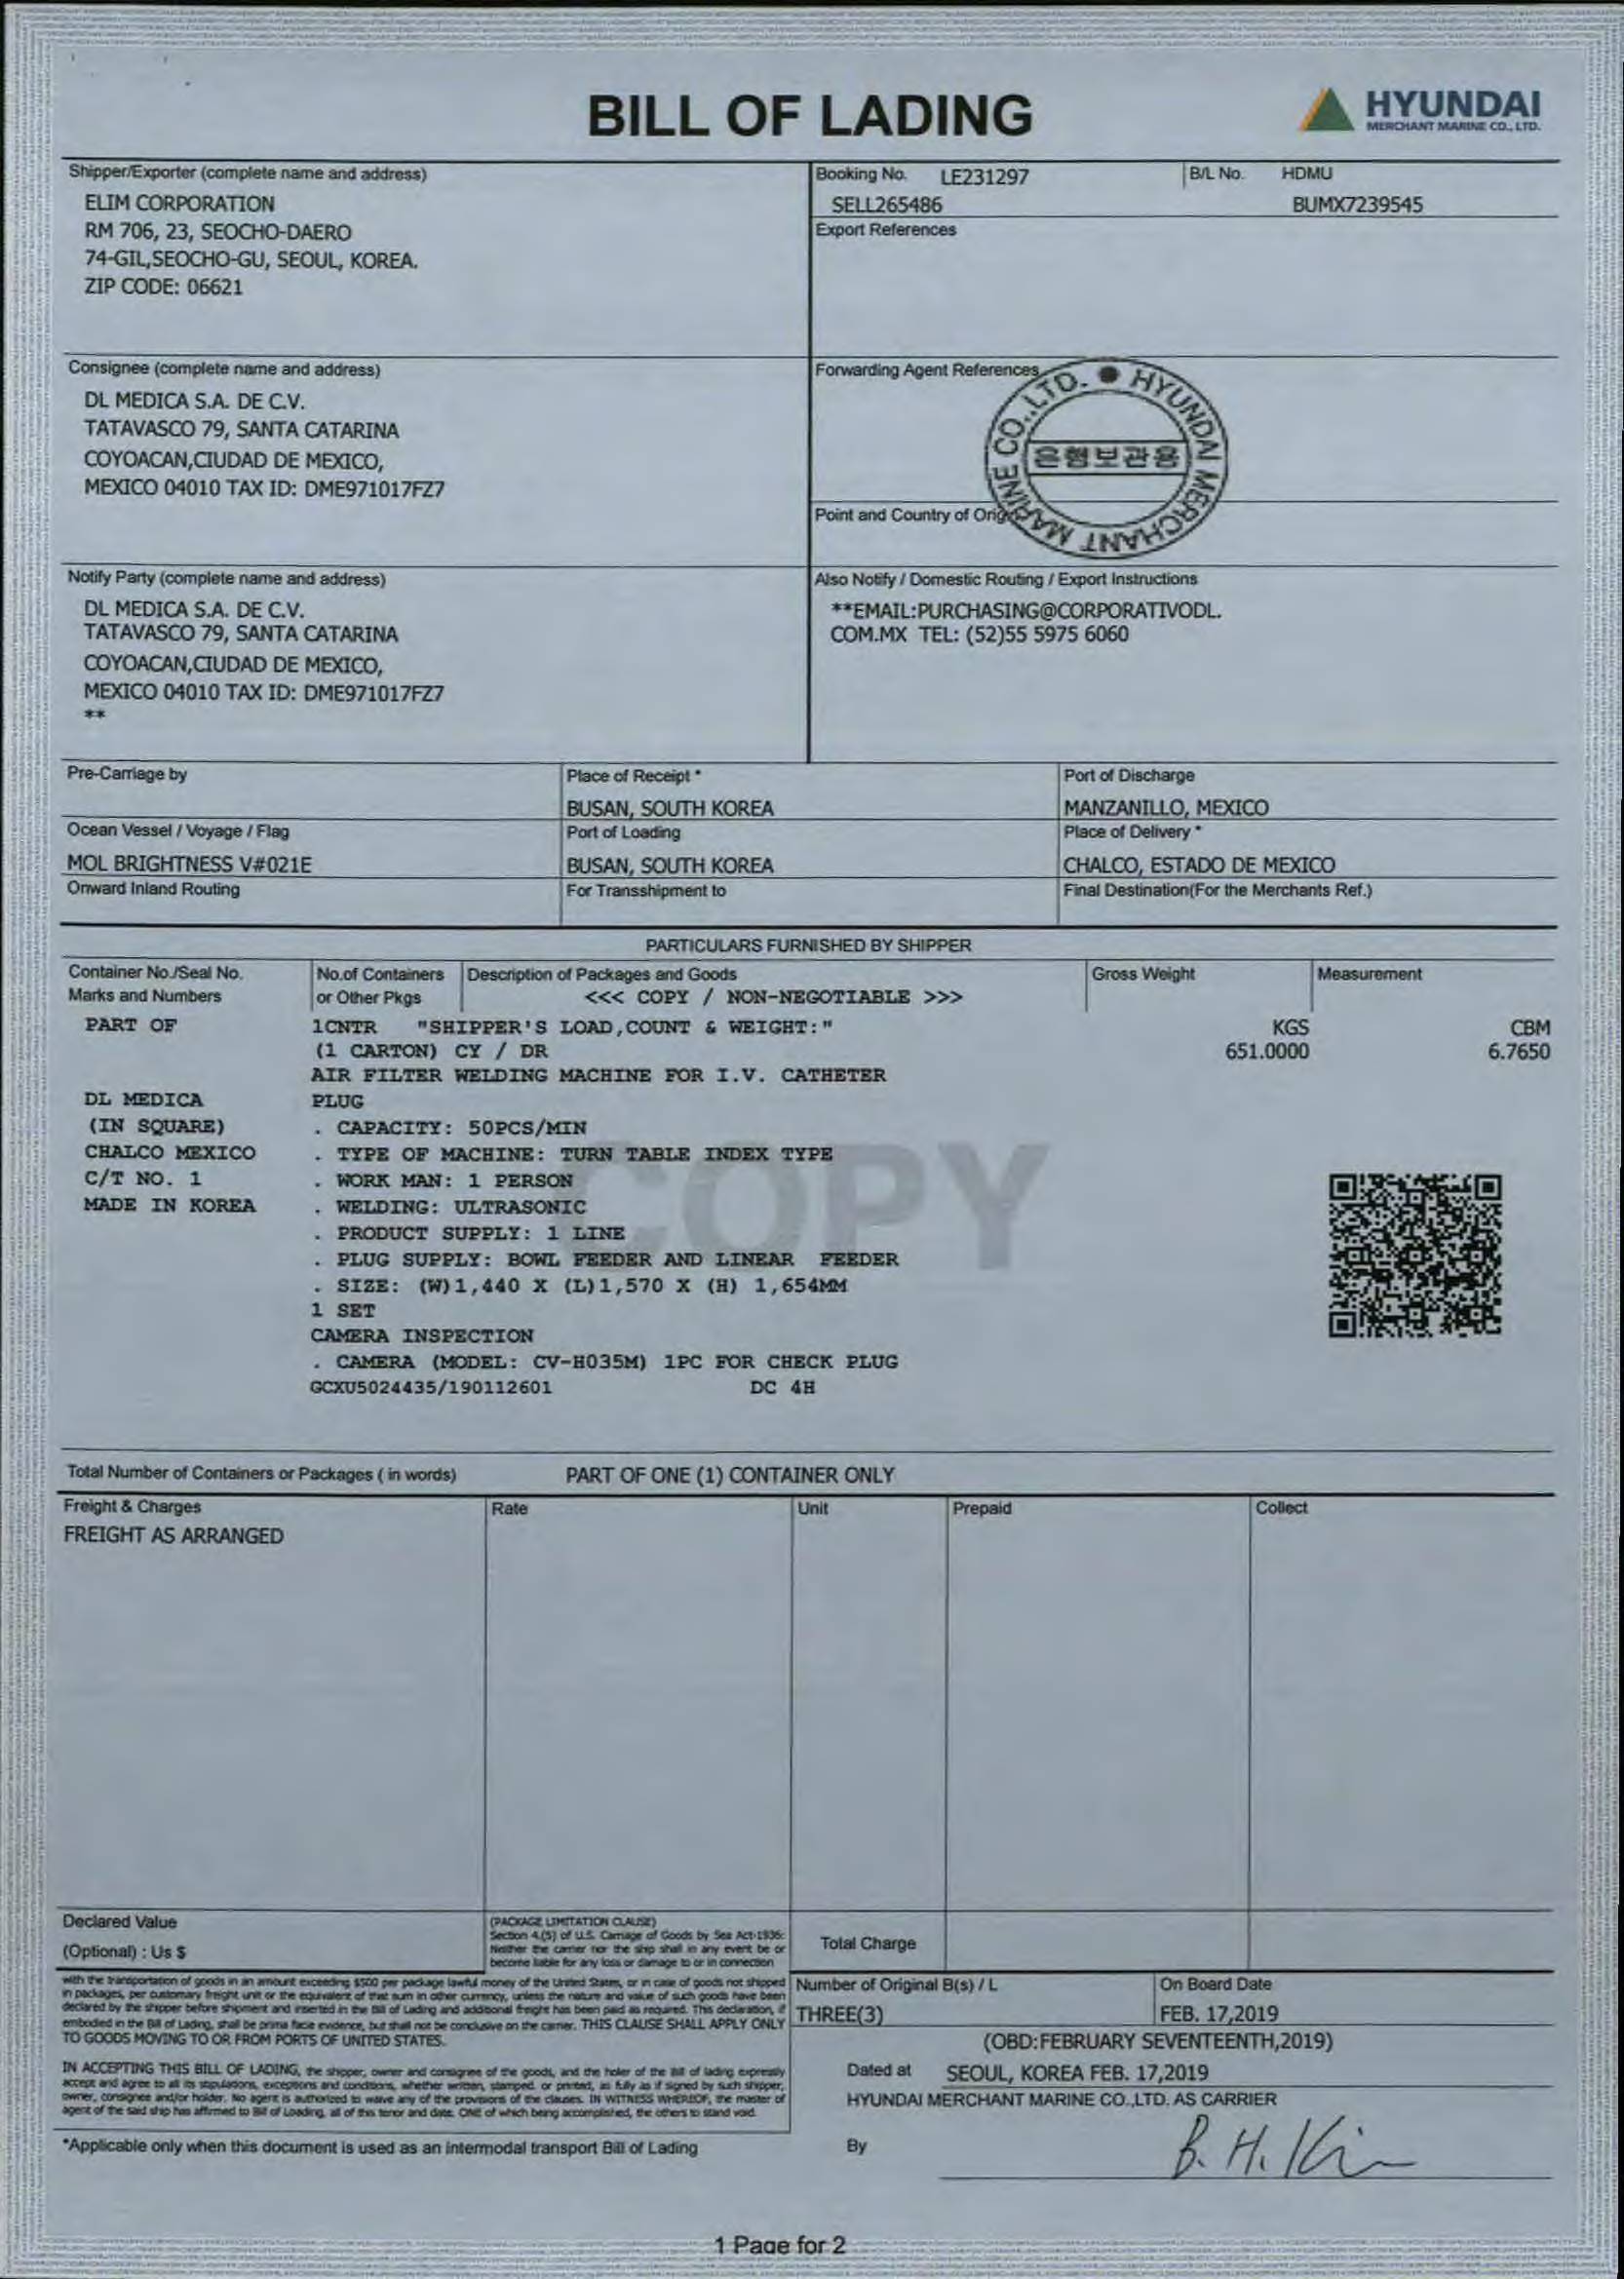 BILL OF LADING
HYUNDAI
MERCHANT MARINE CO., LTD.
Shipper/Exporter (complete name and address)
ELIM CORPORATION
RM 706, 23, SEOCHO-DAERO
74-GIL,SEOCHO-GU, SEOUL, KOREA.
ZIP CODE: 06621
Booking No. LE231297
SELL265486
B/L No. HDMU
BUMX7239545
Export References
Consignee (complete name and address)
DL MEDICA S.A. DE C.V.
TATAVASCO 79, SANTA CATARINA
COYOACAN,CIUDAD DE MEXICO,
MEXICO 04010 TAX ID: DME971017FZ7
Forwarding Agent References
HYUNDAI MERCHANT MARINE CO.,LTD.
은행보관용
Point and Country of Orig
Notify Party (complete name and address)
DL MEDICA S.A. DE C.V.
TATAVASCO 79, SANTA CATARINA
COYOACAN,CIUDAD DE MEXICO,
MEXICO 04010 TAX ID: DME971017FZ7
**
Also Notify / Domestic Routing / Export Instructions
**EMAIL:PURCHASING@CORPORATIVODL.
COM.MX TEL: (52)55 5975 6060
Pre-Carriage by
Place of Receipt *
BUSAN, SOUTH KOREA
Port of Discharge
MANZANILLO, MEXICO
Ocean Vessel / Voyage / Flag
MOL BRIGHTNESS V#021E
Port of Loading
BUSAN, SOUTH KOREA
Place of Delivery *
CHALCO, ESTADO DE MEXICO
Onward Inland Routing
For Transshipment to
Final Destination(For the Merchants Ref.)
PARTICULARS FURNISHED BY SHIPPER
Container No./Seal No.
Marks and Numbers
No.of Containers
or Other Pkgs
Description of Packages and Goods
<<< COPY / NON-NEGOTIABLE >>>
Gross Weight
Measurement
PART OF
1CNTR "SHIPPER'S LOAD,COUNT & WEIGHT:"
KGS
CBM
(1 CARTON) CY / DR
651.0000
6.7650
AIR FILTER WELDING MACHINE FOR I.V. CATHETER
DL MEDICA
PLUG
(IN SQUARE)
. CAPACITY: 50PCS/MIN
CHALCO MEXICO
. TYPE OF MACHINE: TURN TABLE INDEX TYPE
C/T NO. 1
. WORK MAN: 1 PERSON
MADE IN KOREA
. WELDING: ULTRASONIC
. PRODUCT SUPPLY: 1 LINE
. PLUG SUPPLY: BOWL FEEDER AND LINEAR FEEDER
. SIZE: (W)1,440 X (L)1,570 X (H) 1,654MM
1 SET
CAMERA INSPECTION
. CAMERA (MODEL: CV-H035M) 1PC FOR CHECK PLUG
GCXU5024435/190112601 DC 4H
COPY
Total Number of Containers or Packages ( in words) PART OF ONE (1) CONTAINER ONLY
Freight & Charges
Rate
Unit
Prepaid
Collect
FREIGHT AS ARRANGED
Declared Value
(Optional) : Us $
(PACKAGE LIMITATION CLAUSE)
Section 4.(5) of U.S. Carriage of Goods by Sea Act-1936:
Neither the carrier nor the ship shall in any event be or
become liable for any loss or damage to or in connection
Total Charge
with the transportation of goods in an amount exceeding $500 per package lawful money of the United States, or in case of goods not shipped
in packages, per customary freight unit or the equivalent of that sum in other currency, unless the nature and value of such goods have been
declared by the shipper before shipment and inserted in the Bill of Lading and additional freight has been paid as required. This declaration, if
embodied in the Bill of Lading, shall be prima facie evidence, but shall not be conclusive on the carrier. THIS CLAUSE SHALL APPLY ONLY
TO GOODS MOVING TO OR FROM PORTS OF UNITED STATES.
Number of Original B(s) / L
THREE(3)
On Board Date
FEB. 17,2019
(OBD:FEBRUARY SEVENTEENTH,2019)
IN ACCEPTING THIS BILL OF LADING, the shipper, owner and consignee of the goods, and the holer of the Bill of lading expressly
accept and agree to all its stipulations, exceptions and conditions, whether written, stamped, or printed, as fully as if signed by such shipper,
owner, consignee and/or holder. No agent is authorized to waive any of the provisions of the clauses. IN WITNESS WHEREOF, the master of
agent of the said ship has affirmed to Bill of Loading, all of this tenor and date, ONE of which being accomplished, the others to stand void.
Dated at SEOUL, KOREA FEB. 17,2019
HYUNDAI MERCHANT MARINE CO.,LTD. AS CARRIER
*Applicable only when this document is used as an intermodal transport Bill of Lading
By B. H. Kim
1 Page for 2